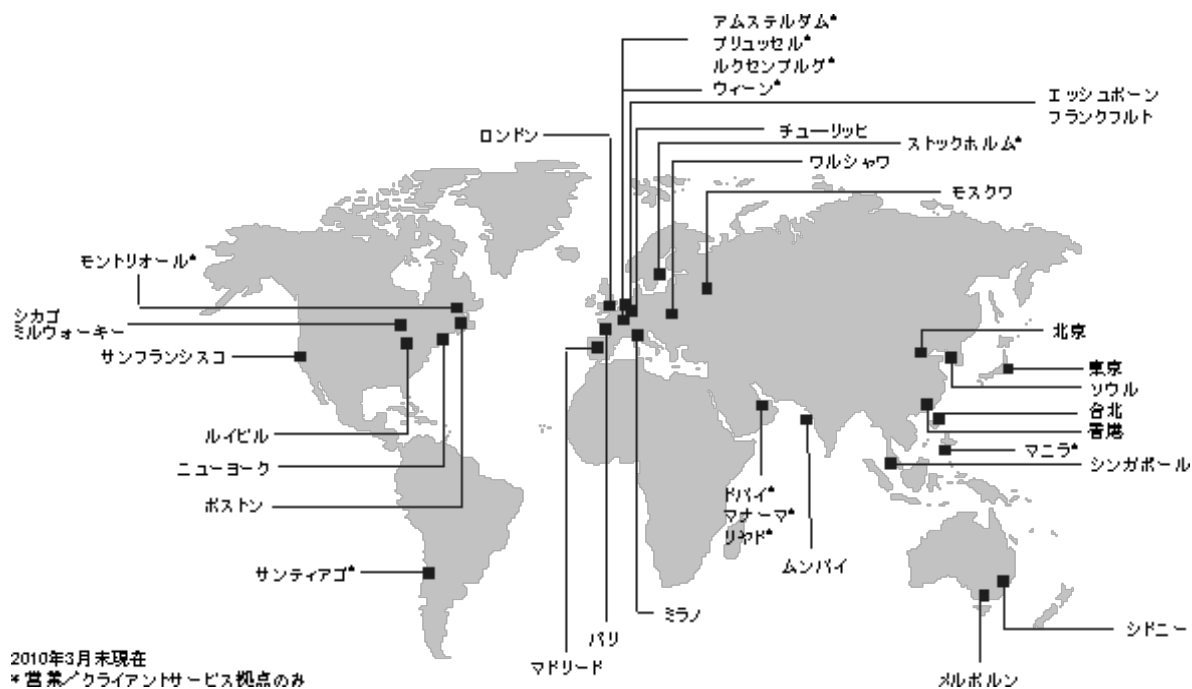 アムステルダム*
ブリュッセル*
ルクセンブルグ*
ウィーン*
エッシュボーン
フランクフルト
ロンドン
チューリッヒ
ストックホルム*
ワルシャワ
モスクワ
モントリオール*
シカゴ
ミルウォーキー
サンフランシスコ
北京
東京
ソウル
台北
香港
マニラ*
シンガポール
ルイビル
ニューヨーク
ボストン
ドバイ*
マナーマ*
リヤド*
ムンバイ
サンティアゴ*
ミラノ
パリ
マドリード
シドニー
メルボルン
2010年3月末現在
*営業/クライアントサービス拠点のみ